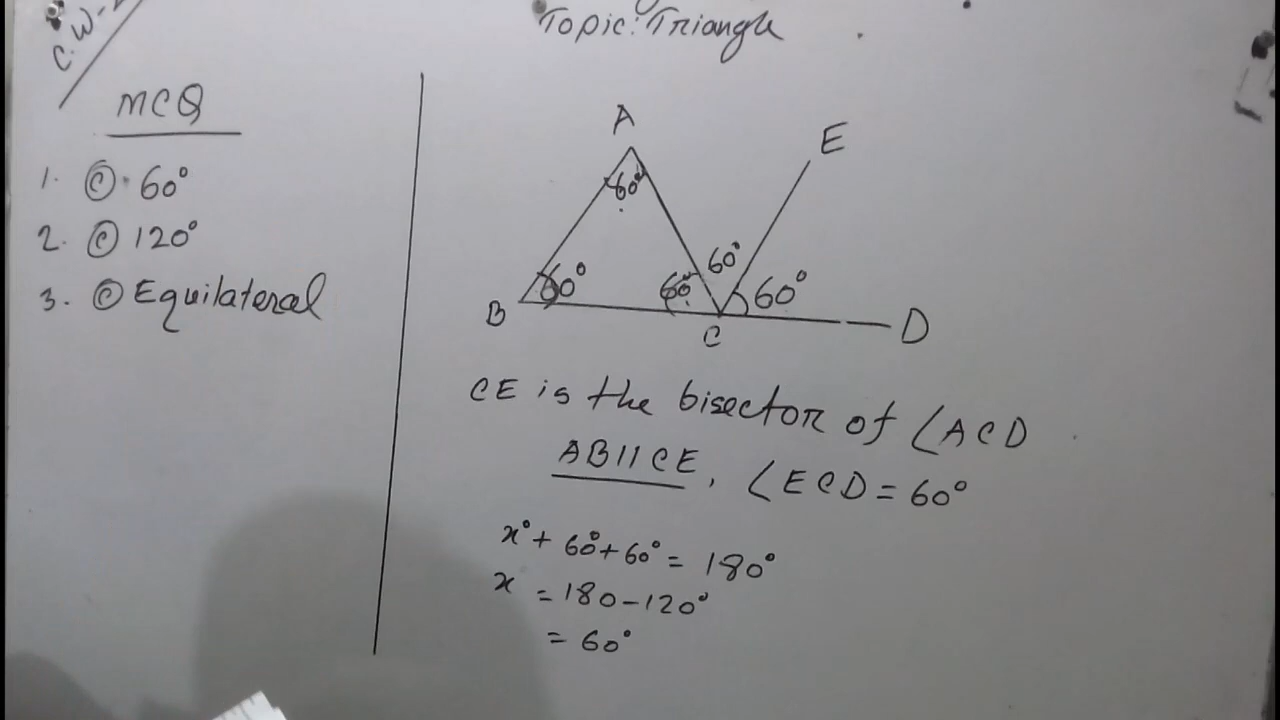 C.W-
Topic: Triangle
MCQ
1. ⓒ 60°
2. ⓒ 120°
3. ⓒ Equilateral
A
E
60°
60°
60°
60°
60°
B
C
D
CE is the bisector of ∠ACD
AB||CE, ∠ECD = 60°
x° + 60° + 60° = 180°
x = 180 - 120°
= 60°